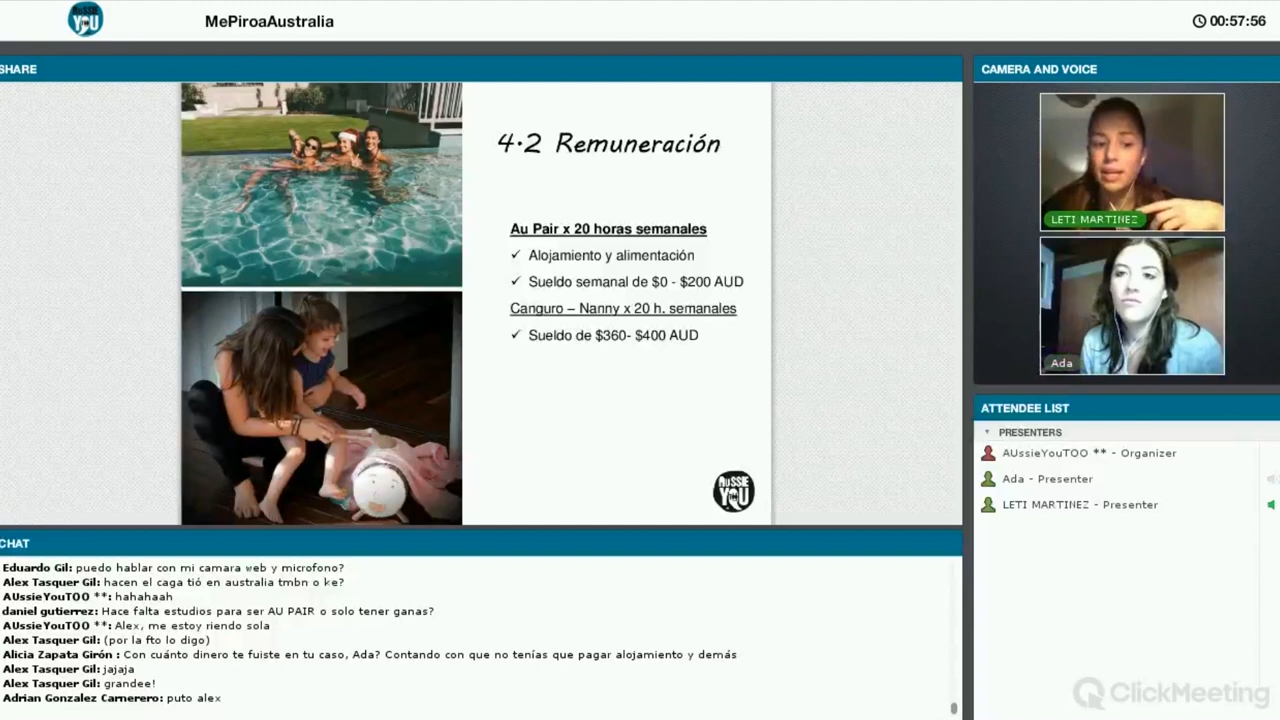 AUSSIE
YOU
TOO
MePiroaAustralia
00:57:56
SHARE
4.2 Remuneración
Au Pair x 20 horas semanales
✓ Alojamiento y alimentación
✓ Sueldo semanal de $0 - $200 AUD
Canguro – Nanny x 20 h. semanales
✓ Sueldo de $360- $400 AUD
AUSSIE
YOU
TOO
CAMERA AND VOICE
LETI MARTINEZ
Ada
ATTENDEE LIST
PRESENTERS
AUssieYouTOO ** - Organizer
Ada - Presenter
LETI MARTINEZ - Presenter
CHAT
Eduardo Gil: puedo hablar con mi camara web y microfono?
Alex Tasquer Gil: hacen el caga tió en australia tmbn o ke?
AUssieYouTOO **: hahahaah
daniel gutierrez: Hace falta estudios para ser AU PAIR o solo tener ganas?
AUssieYouTOO **: Alex, me estoy riendo sola
Alex Tasquer Gil: (por la fto lo digo)
Alicia Zapata Girón : Con cuánto dinero te fuiste en tu caso, Ada? Contando con que no tenías que pagar alojamiento y demás
Alex Tasquer Gil: jajaja
Alex Tasquer Gil: grandee!
Adrian Gonzalez Carnerero: puto alex
ClickMeeting